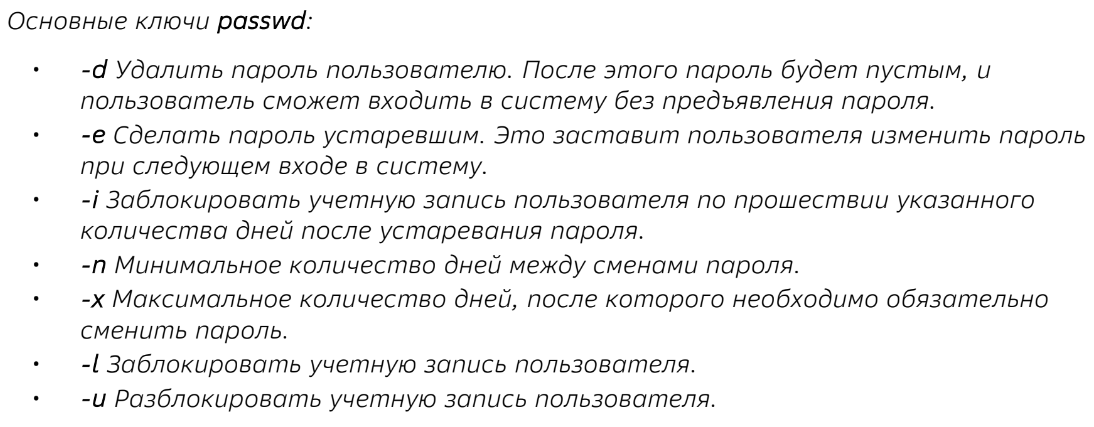 Основные ключи passwd:
• -d Удалить пароль пользователю. После этого пароль будет пустым, и
пользователь сможет входить в систему без предъявления пароля.
• -e Сделать пароль устаревшим. Это заставит пользователя изменить пароль
при следующем входе в систему.
• -i Заблокировать учетную запись пользователя по прошествии указанного
количества дней после устаревания пароля.
• -n Минимальное количество дней между сменами пароля.
• -x Максимальное количество дней, после которого необходимо обязательно
сменить пароль.
• -l Заблокировать учетную запись пользователя.
• -u Разблокировать учетную запись пользователя.